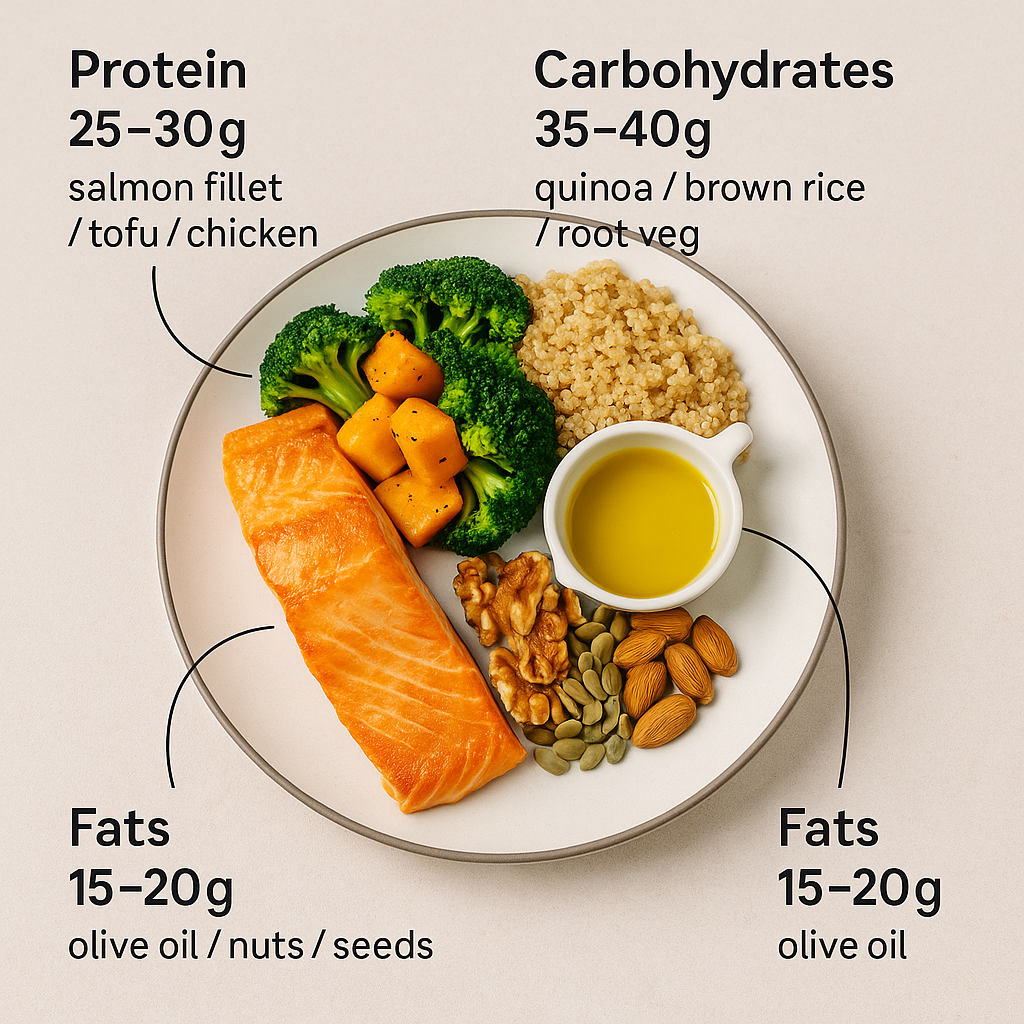 Protein
25–30g
salmon fillet
/ tofu / chicken
Carbohydrates
35–40g
quinoa / brown rice
/ root veg
Fats
15–20g
olive oil / nuts / seeds
Fats
15–20g
olive oil